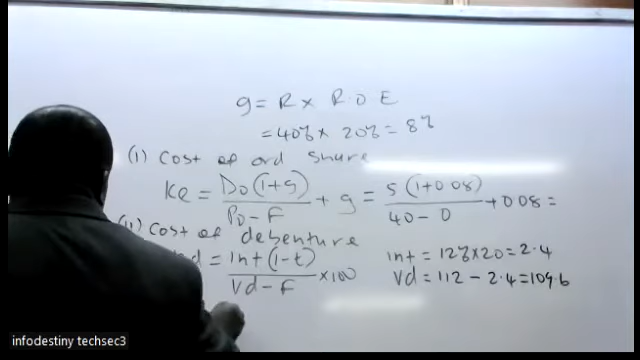 g = R x R O E
= 40% x 20% = 8%
(i) Cost of ord share
Ke = Do(1+g) / Po - F + g = 5 (1+0.08) / 40 - 0 + 0.08 =
(ii) Cost of debenture
d = Int (1-t) / Vd - F x 100
Int = 12% x 20 = 2.4
Vd = 112 - 2.4 = 109.6
infodestiny techsec3